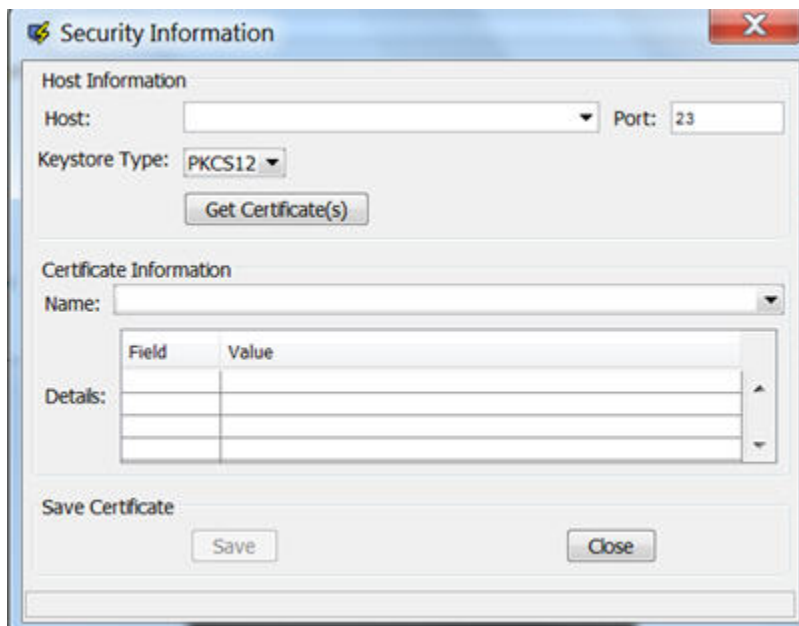 Security Information
Host Information
Host: Port: 23
Keystore Type: PKCS12
Get Certificate(s)
Certificate Information
Name:
Field Value
Details:
Save Certificate
Save Close